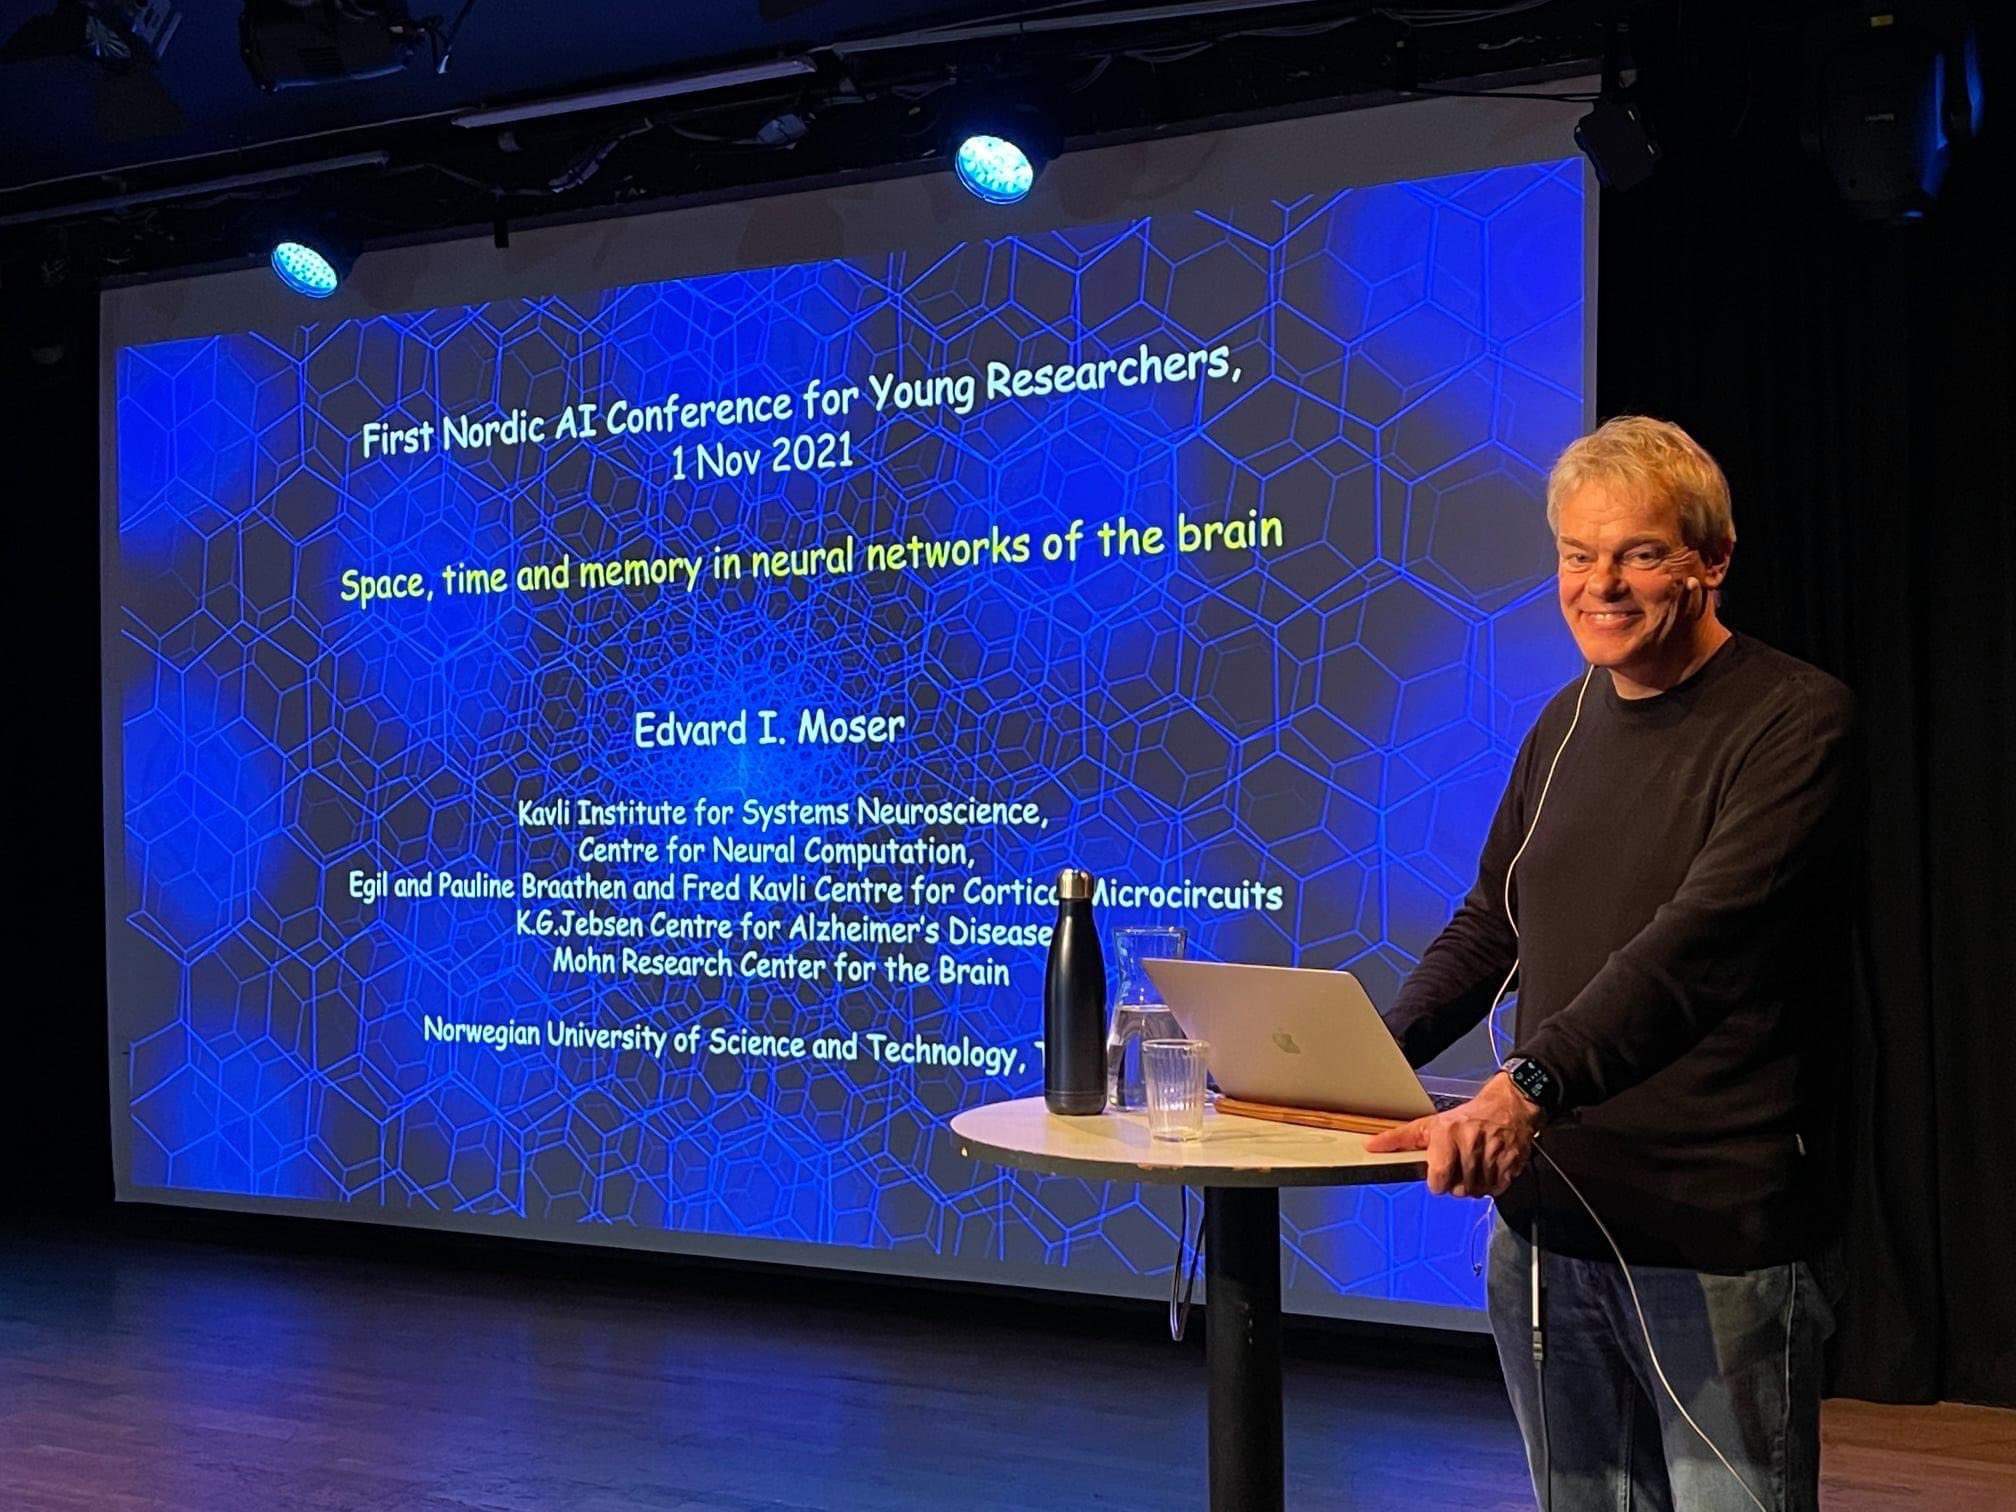 First Nordic AI Conference for Young Researchers,
1 Nov 2021
Space, time and memory in neural networks of the brain
Edvard I. Moser
Kavli Institute for Systems Neuroscience,
Centre for Neural Computation,
Egil and Pauline Braathen and Fred Kavli Centre for Cortica Microcircuits
K.G.Jebsen Centre for Alzheimer's Disease
Mohn Research Center for the Brain
Norwegian University of Science and Technology,